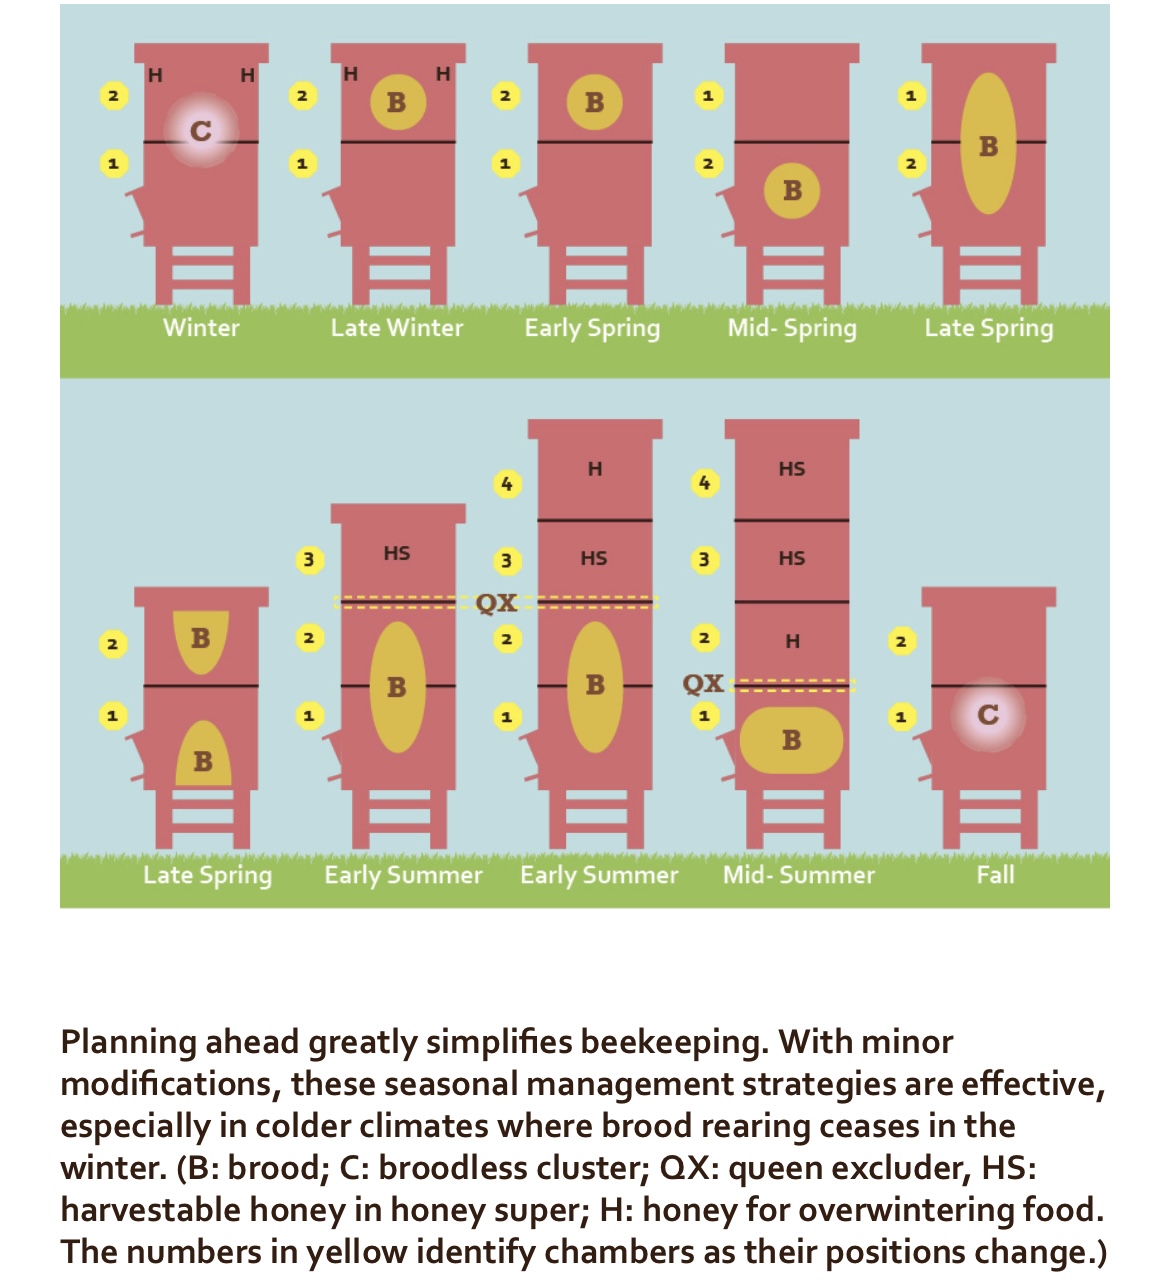 H H H H
2 C 2 B 2 B 1 1 B
1 1 1 2 B 2
Winter Late Winter Early Spring Mid- Spring Late Spring
H HS
4 4
HS HS HS
3 3 3
QX
B 2 2 2 H 2
2
B B QX
1 1 1 1 B 1 C
B
Late Spring Early Summer Early Summer Mid- Summer Fall
Planning ahead greatly simplifies beekeeping. With minor
modifications, these seasonal management strategies are effective,
especially in colder climates where brood rearing ceases in the
winter. (B: brood; C: broodless cluster; QX: queen excluder, HS:
harvestable honey in honey super; H: honey for overwintering food.
The numbers in yellow identify chambers as their positions change.)